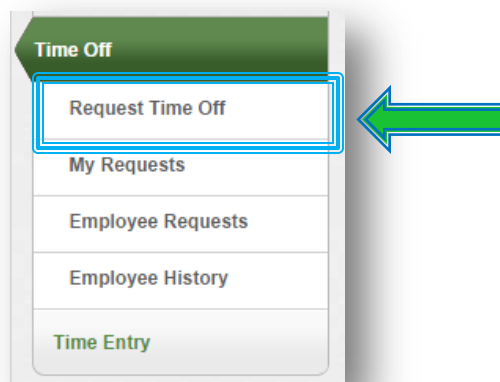 Time Off
Request Time Off
My Requests
Employee Requests
Employee History
Time Entry